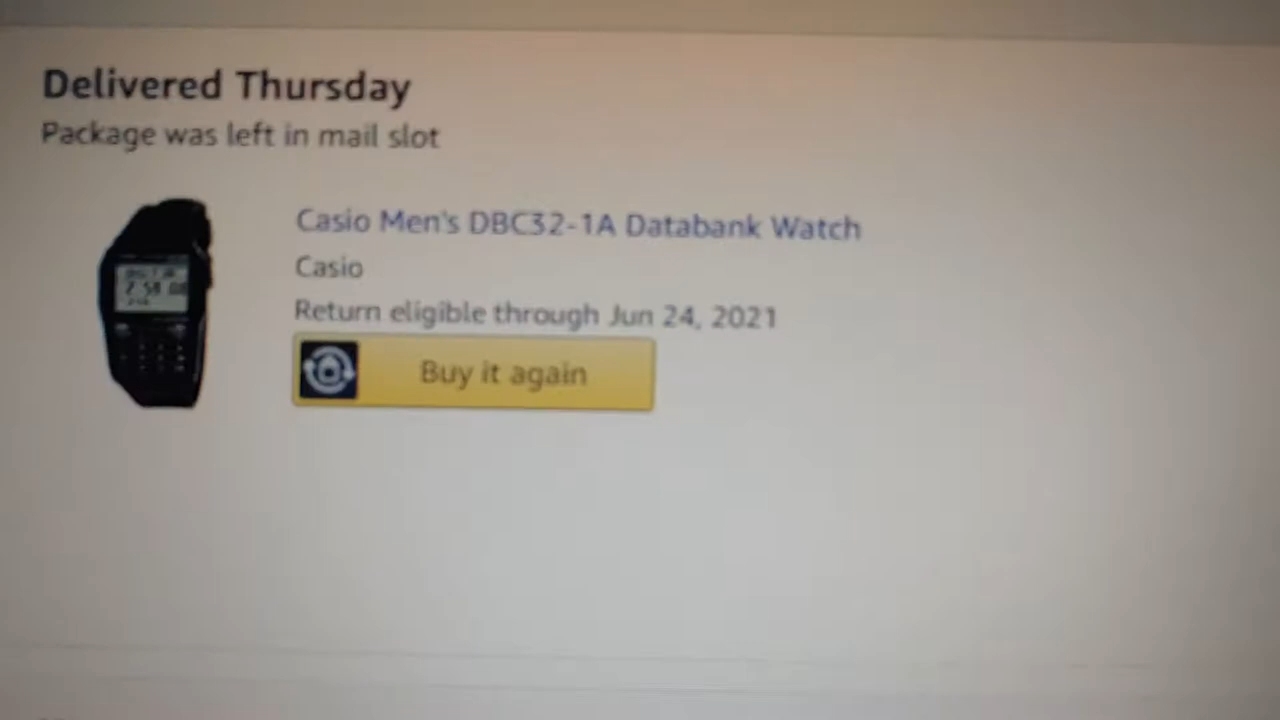 Delivered Thursday
Package was left in mail slot
Casio Men's DBC32-1A Databank Watch
Casio
Return eligible through Jun 24, 2021
Buy it again